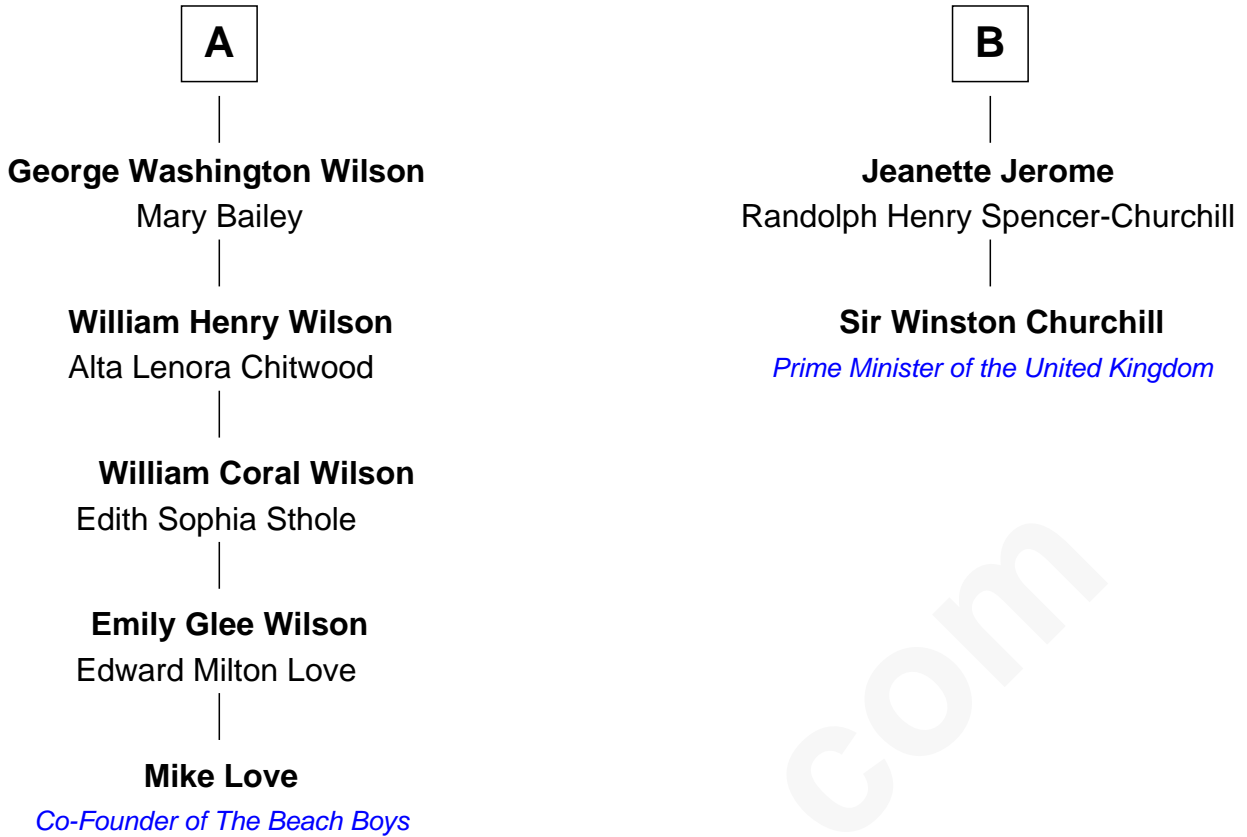 A
George Washington Wilson
Mary Bailey
William Henry Wilson
Alta Lenora Chitwood
William Coral Wilson
Edith Sophia Sthole
Emily Glee Wilson
Edward Milton Love
Mike Love
Co-Founder of The Beach Boys
B
Jeanette Jerome
Randolph Henry Spencer-Churchill
Sir Winston Churchill
Prime Minister of the United Kingdom
com